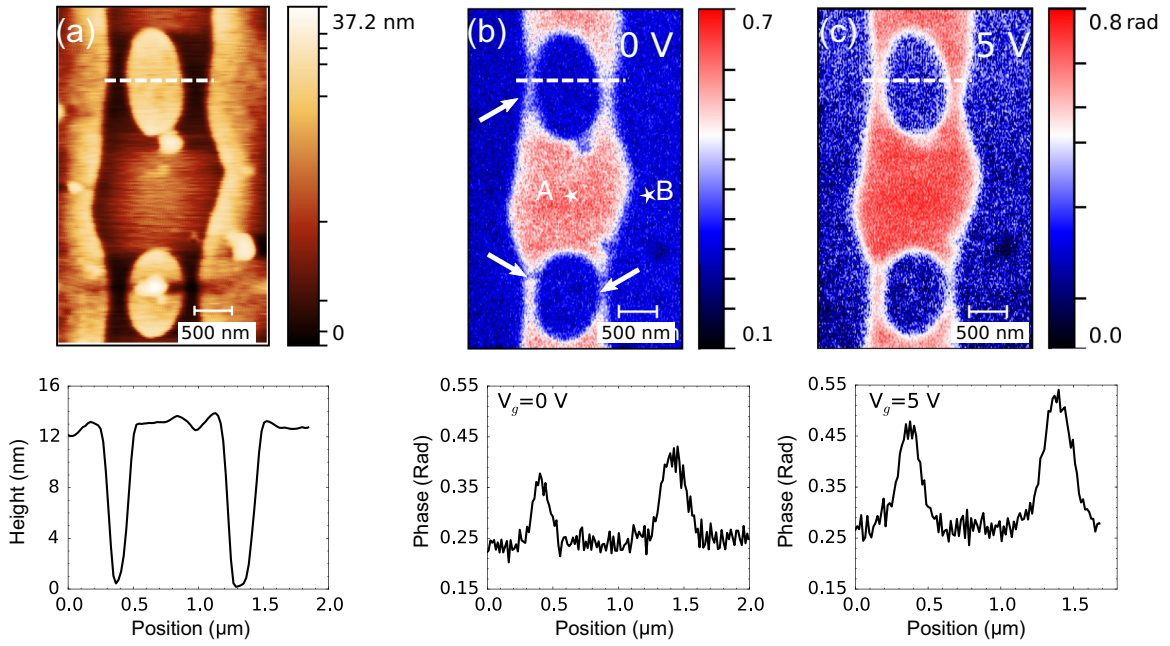 (a)
37.2 nm
0
500 nm
(b)
0 V
A
B
500 nm
0.7
0.1
(c)
5 V
500 nm
0.8 rad
0.0
16
12
8
4
0
Height (nm)
0.0
0.5
1.0
1.5
2.0
Position (µm)
0.55
0.45
0.35
0.25
0.15
Phase (Rad)
V_g=0 V
0.0
0.5
1.0
1.5
2.0
Position (µm)
0.55
0.45
0.35
0.25
0.15
Phase (Rad)
V_g=5 V
0.0
0.5
1.0
1.5
Position (µm)